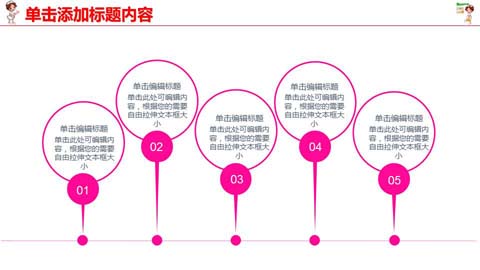 单击添加标题内容
单击编辑标题
单击此处可编辑内
容，根据您的需要
自由拉伸文本框大
小
01
单击编辑标题
单击此处可编辑内
容，根据您的需要
自由拉伸文本框大
小
02
单击编辑标题
单击此处可编辑内
容，根据您的需要
自由拉伸文本框大
小
03
单击编辑标题
单击此处可编辑内
容，根据您的需要
自由拉伸文本框大
小
04
单击编辑标题
单击此处可编辑内
容，根据您的需要
自由拉伸文本框大
小
05